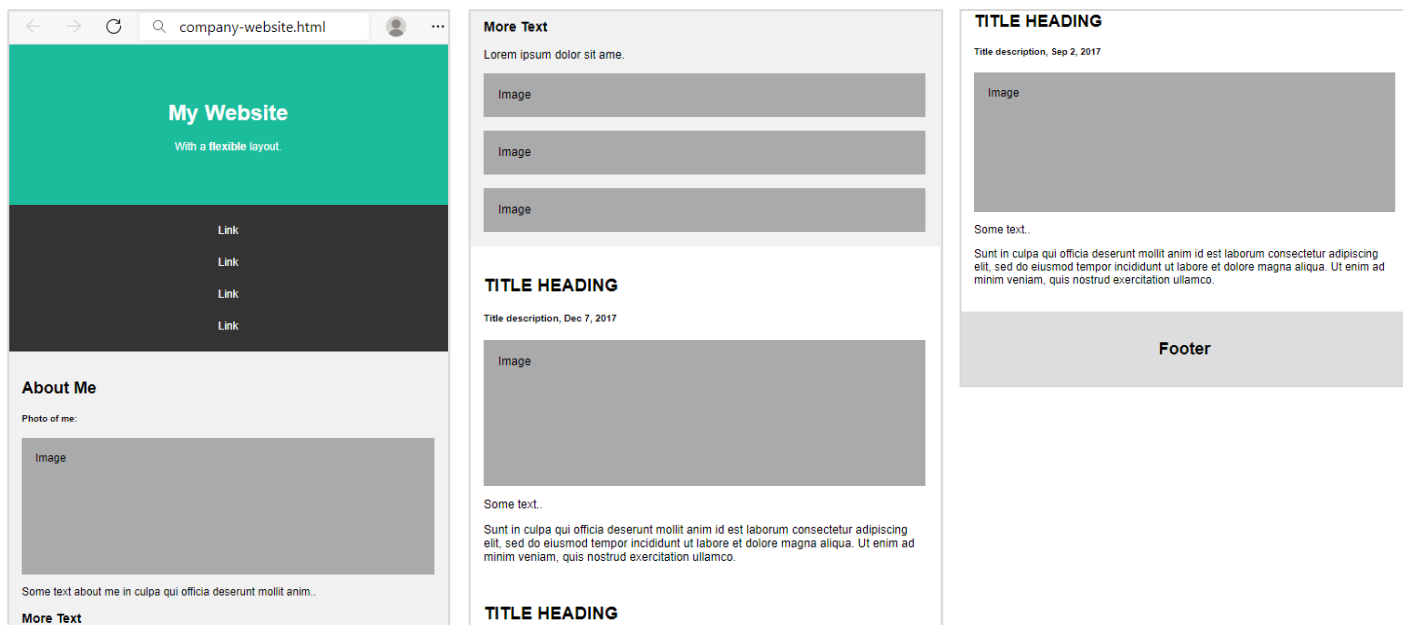 company-website.html
My Website
With a flexible layout.
Link
Link
Link
Link
About Me
Photo of me:
Image
Some text about me in culpa qui officia deserunt mollit anim..
More Text
More Text
Lorem ipsum dolor sit ame.
Image
Image
Image
TITLE HEADING
Title description, Dec 7, 2017
Image
Some text..
Sunt in culpa qui officia deserunt mollit anim id est laborum consectetur adipiscing
elit, sed do eiusmod tempor incididunt ut labore et dolore magna aliqua. Ut enim ad
minim veniam, quis nostrud exercitation ullamco.
TITLE HEADING
TITLE HEADING
Title description, Sep 2, 2017
Image
Some text..
Sunt in culpa qui officia deserunt mollit anim id est laborum consectetur adipiscing
elit, sed do eiusmod tempor incididunt ut labore et dolore magna aliqua. Ut enim ad
minim veniam, quis nostrud exercitation ullamco.
Footer